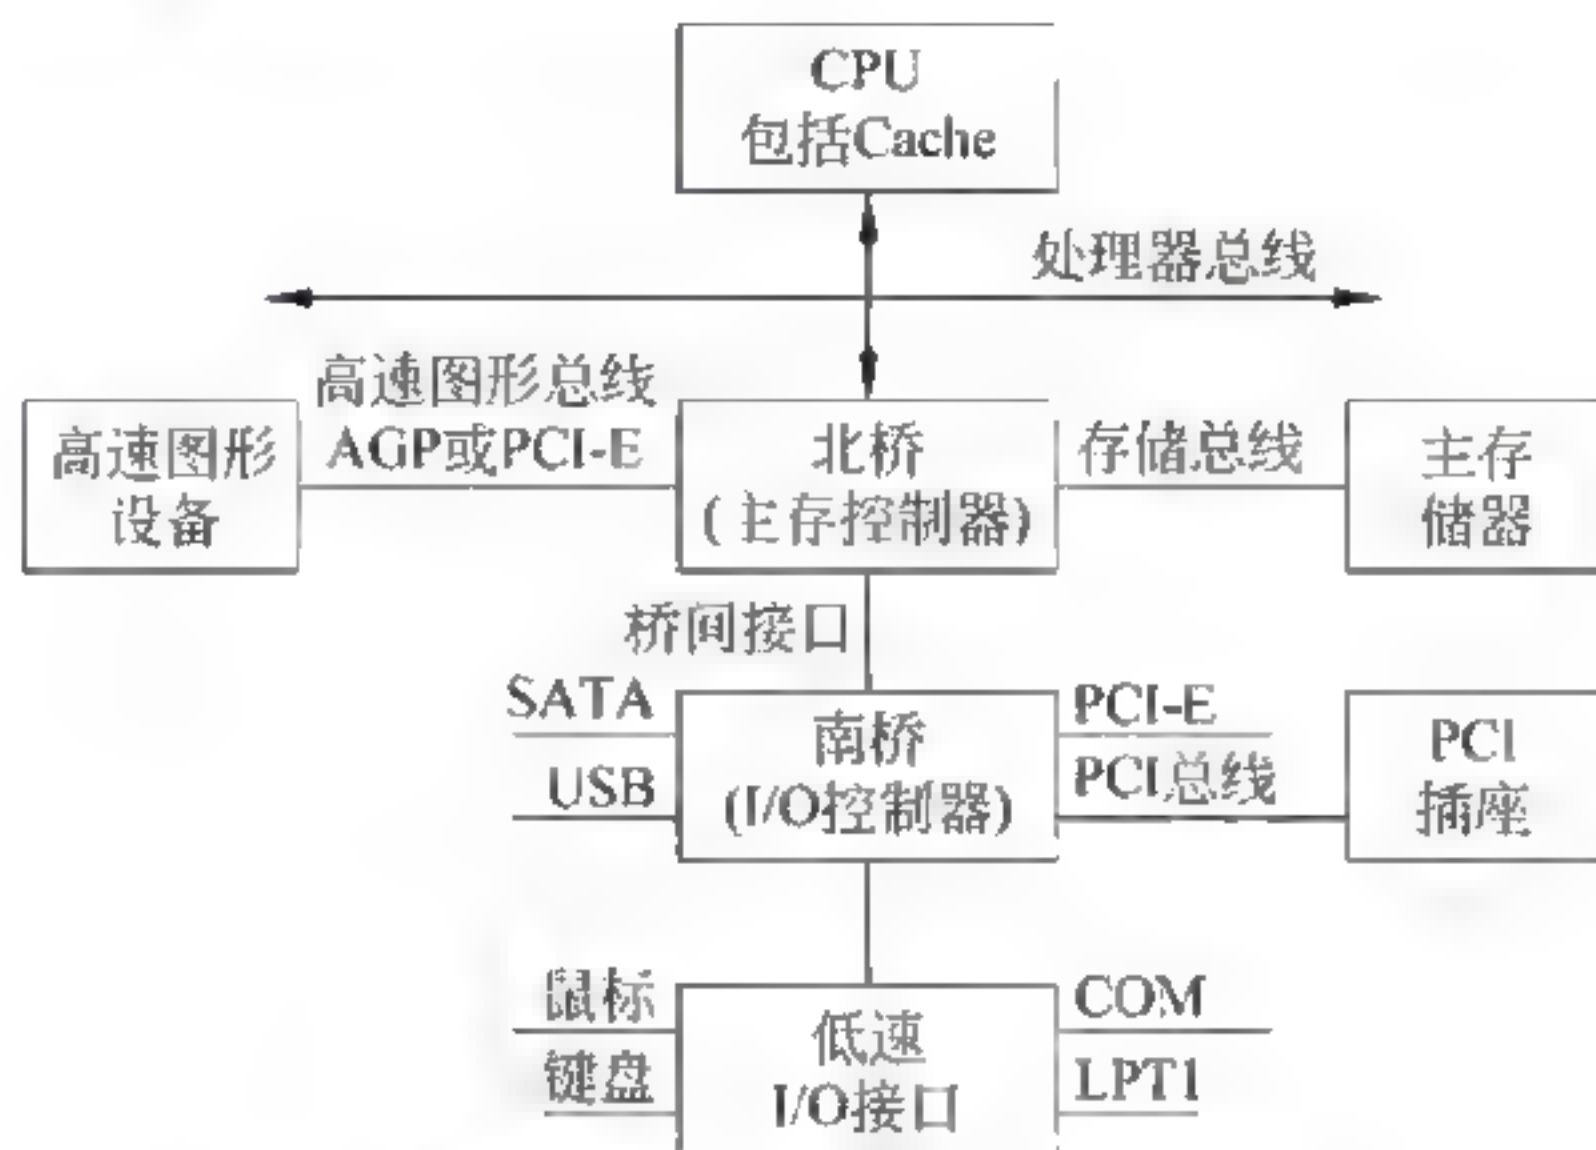 CPU
包括Cache
处理器总线
高速图形总线
AGP或PCI-E
高速图形
设备
北桥
(主存控制器)
存储总线
主存
储器
桥间接口
SATA
USB
南桥
(I/O控制器)
PCI-E
PCI总线
PCI
插座
鼠标
键盘
低速
I/O接口
COM
LPT1